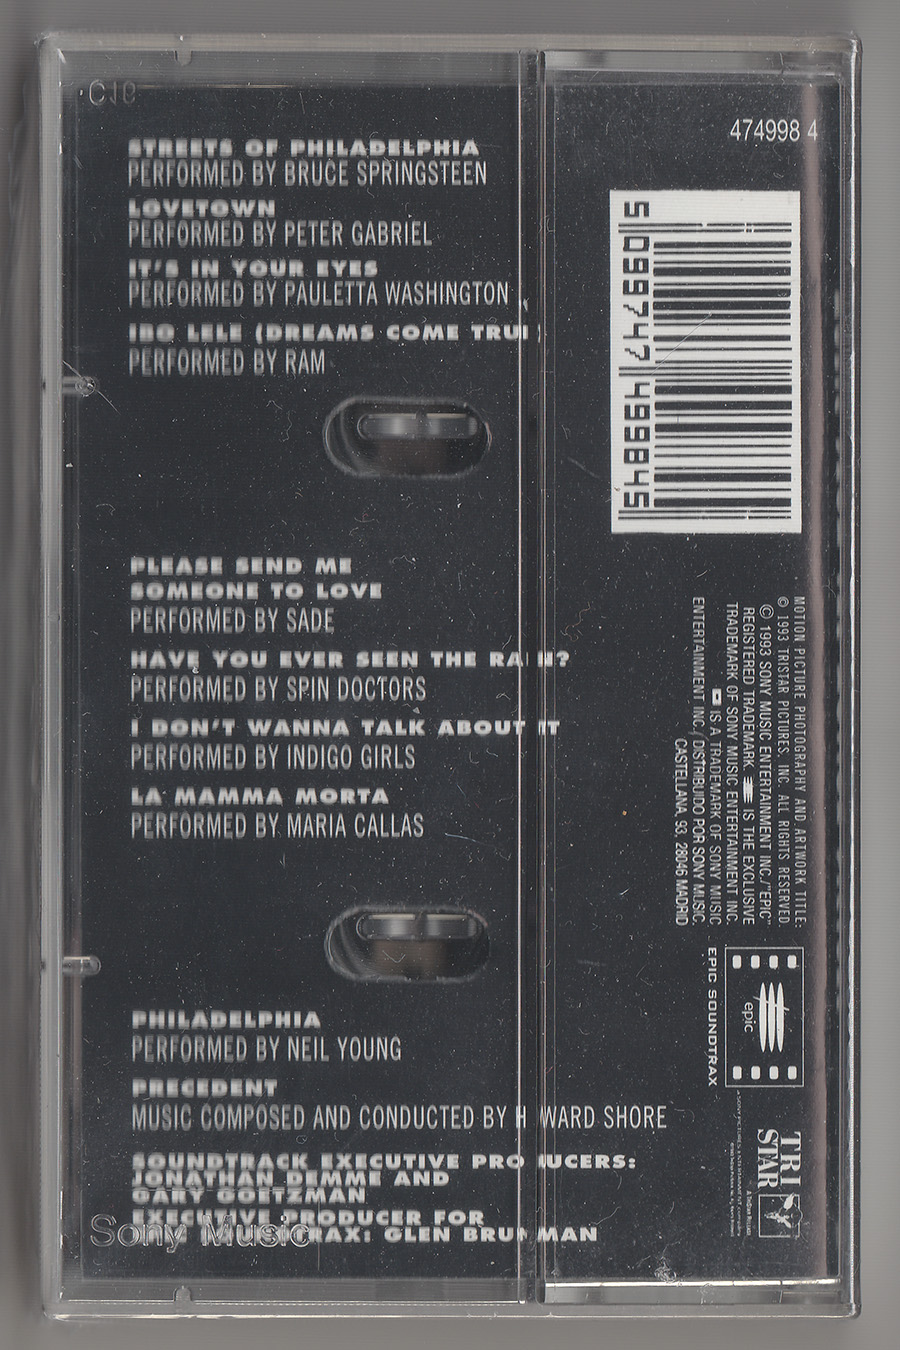 STREETS OF PHILADELPHIA
PERFORMED BY BRUCE SPRINGSTEEN
LOVETOWN
PERFORMED BY PETER GABRIEL
IT'S IN YOUR EYES
PERFORMED BY PAULETTA WASHINGTON
IBO LELE (DREAMS COME TRUE)
PERFORMED BY RAM
PLEASE SEND ME
SOMEONE TO LOVE
PERFORMED BY SADE
HAVE YOU EVER SEEN THE RAIN?
PERFORMED BY SPIN DOCTORS
I DON'T WANNA TALK ABOUT IT
PERFORMED BY INDIGO GIRLS
LA MAMMA MORTA
PERFORMED BY MARIA CALLAS
PHILADELPHIA
PERFORMED BY NEIL YOUNG
PRECEDENT
MUSIC COMPOSED AND CONDUCTED BY HOWARD SHORE
SOUNDTRACK EXECUTIVE PRODUCERS:
JONATHAN DEMME AND
GARY GOETZMAN
EXECUTIVE PRODUCER FOR
EPIC SOUNDTRAX: GLEN BRUNMAN
Sony Music
474998 4
5 099747 499845
MOTION PICTURE PHOTOGRAPHY AND ARTWORK TITLE:
© 1993 TRISTAR PICTURES, INC. ALL RIGHTS RESERVED.
© 1993 SONY MUSIC ENTERTAINMENT INC./"EPIC"
REGISTERED TRADEMARK IS THE EXCLUSIVE
TRADEMARK OF SONY MUSIC ENTERTAINMENT INC.
IS A TRADEMARK OF SONY MUSIC
ENTERTAINMENT INC./ DISTRIBUIDO POR SONY MUSIC.
CASTELLANA, 93, 28046 MADRID
epic
EPIC SOUNDTRAX
TRI
STAR
A TriStar Release